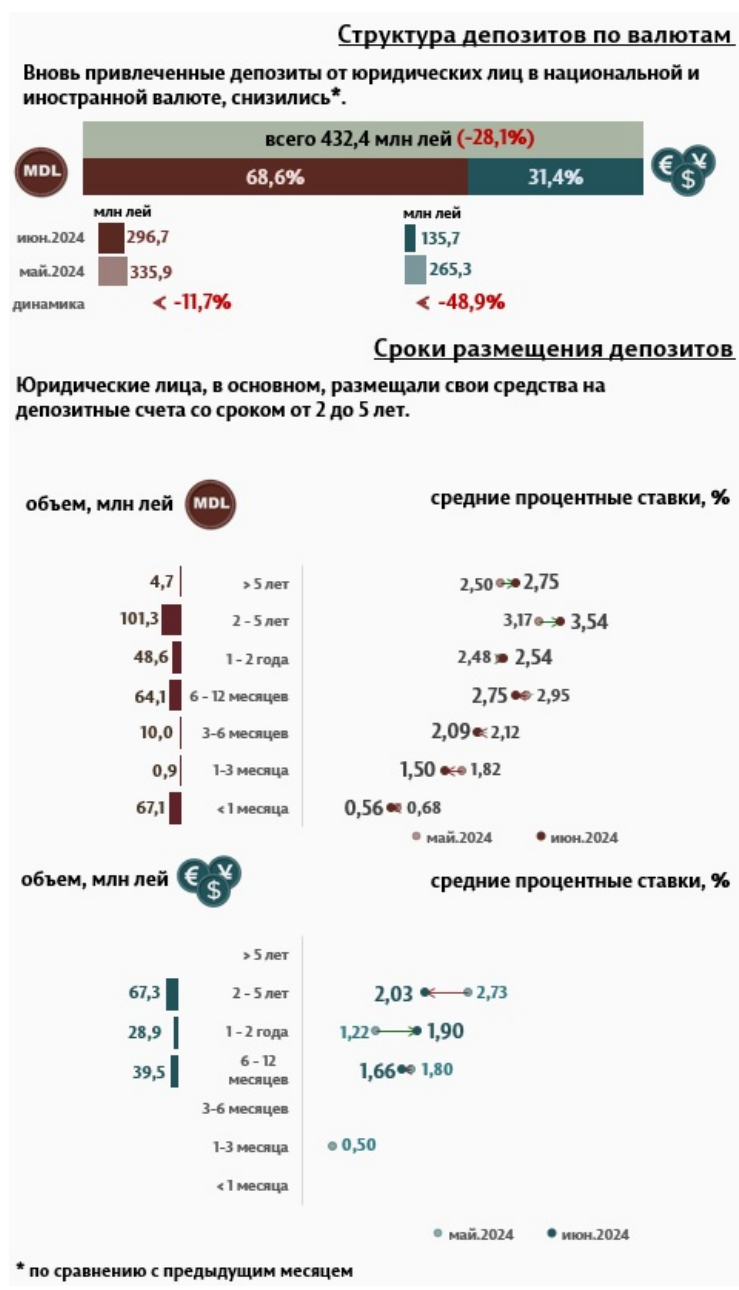 Структура депозитов по валютам
Вновь привлеченные депозиты от юридических лиц в национальной и
иностранной валюте, снизились*.
всего 432,4 млн лей (-28,1%)
MDL 68,6% 31,4% € ¥ $
млн лей млн лей
июн.2024 296,7 135,7
май.2024 335,9 265,3
динамика < -11,7% < -48,9%
Сроки размещения депозитов
Юридические лица, в основном, размещали свои средства на
депозитные счета со сроком от 2 до 5 лет.
объем, млн лей MDL средние процентные ставки, %
4,7 > 5 лет 2,50 2,75
101,3 2 - 5 лет 3,17 3,54
48,6 1 - 2 года 2,48 2,54
64,1 6 - 12 месяцев 2,75 2,95
10,0 3-6 месяцев 2,09 2,12
0,9 1-3 месяца 1,50 1,82
67,1 < 1 месяца 0,56 0,68
май.2024 июн.2024
объем, млн лей € ¥ $ средние процентные ставки, %
> 5 лет
67,3 2 - 5 лет 2,03 2,73
28,9 1 - 2 года 1,22 1,90
39,5 6 - 12 1,66 1,80
месяцев
3-6 месяцев
1-3 месяца 0,50
< 1 месяца
май.2024 июн.2024
* по сравнению с предыдущим месяцем